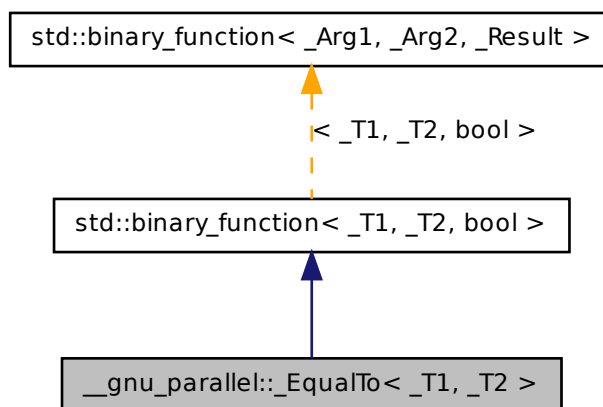 std::binary_function< _Arg1, _Arg2, _Result >
< _T1, _T2, bool >
std::binary_function< _T1, _T2, bool >
__gnu_parallel::_EqualTo< _T1, _T2 >